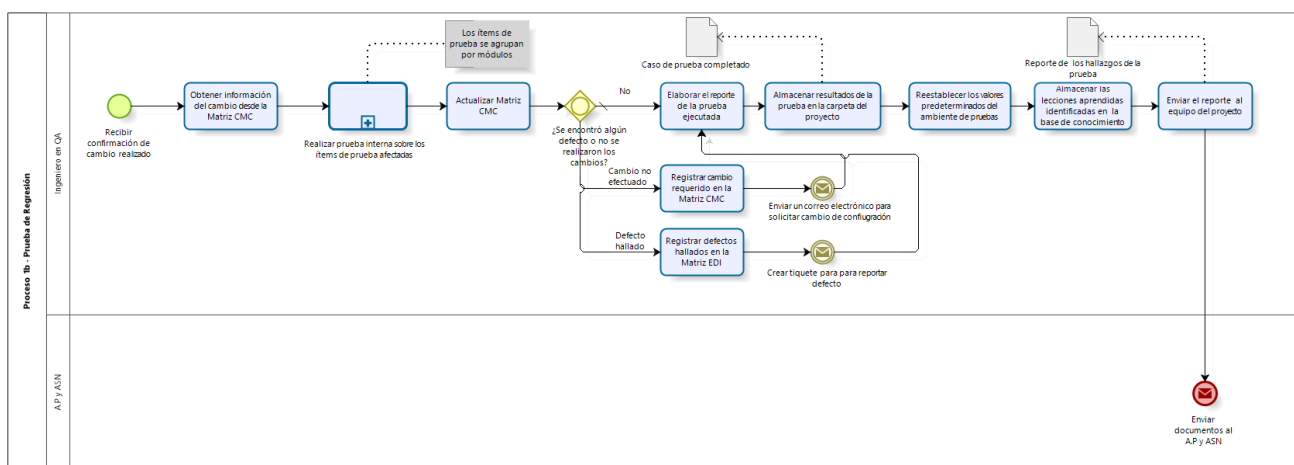 Proceso 1b - Prueba de Regresión
Ingeniero en QA
Recibir
confirmación de
cambio realizado
Obtener información
del cambio desde la
Matriz CMC
Los ítems de
prueba se agrupan
por módulos
Realizar prueba interna sobre los
ítems de prueba afectadas
Actualizar Matriz
CMC
¿Se encontró algún
defecto o no se
realizaron los
cambios?
No
Cambio no
efectuado
Defecto
hallado
Caso de prueba completado
Elaborar el reporte
de la prueba
ejecutada
Registrar cambio
requerido en la
Matriz CMC
Registrar defectos
hallados en la
Matriz EDI
Almacenar resultados de la
prueba en la carpeta del
proyecto
Enviar un correo electrónico para
solicitar cambio de confiugración
Crear tiquete para para reportar
defecto
Reestablecer los valores
predeterminados del
ambiente de pruebas
Reporte de los hallazgos de la
prueba
Almacenar las
lecciones aprendidas
identificadas en la
base de conocimiento
Enviar el reporte al
equipo del proyecto
A.P y ASN
Enviar
documentos al
A.P y ASN